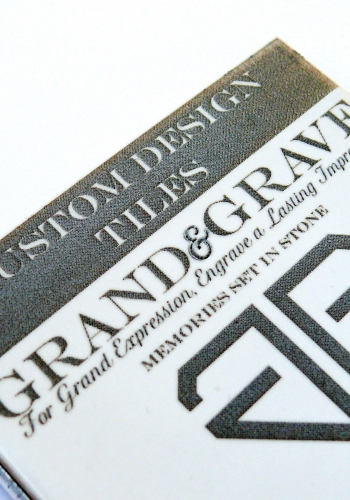 CUSTOM DESIGN
TILES
GRAND & GRAVE
For Grand Expression, Engrave a Lasting
MEMORIES SET IN STONE